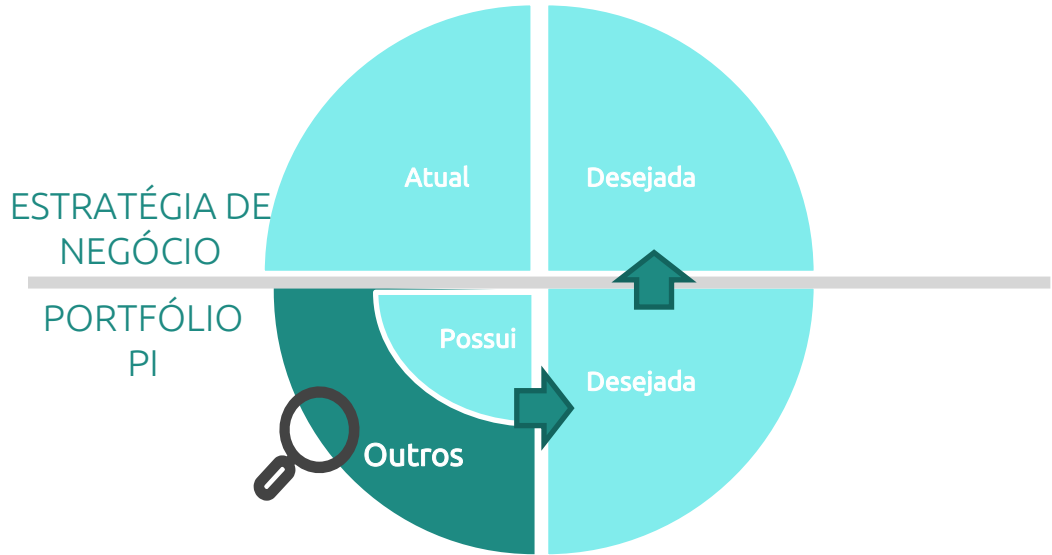 Atual
Desejada
ESTRATÉGIA DE
NEGÓCIO
PORTFÓLIO
PI
Possui
Desejada
Outros